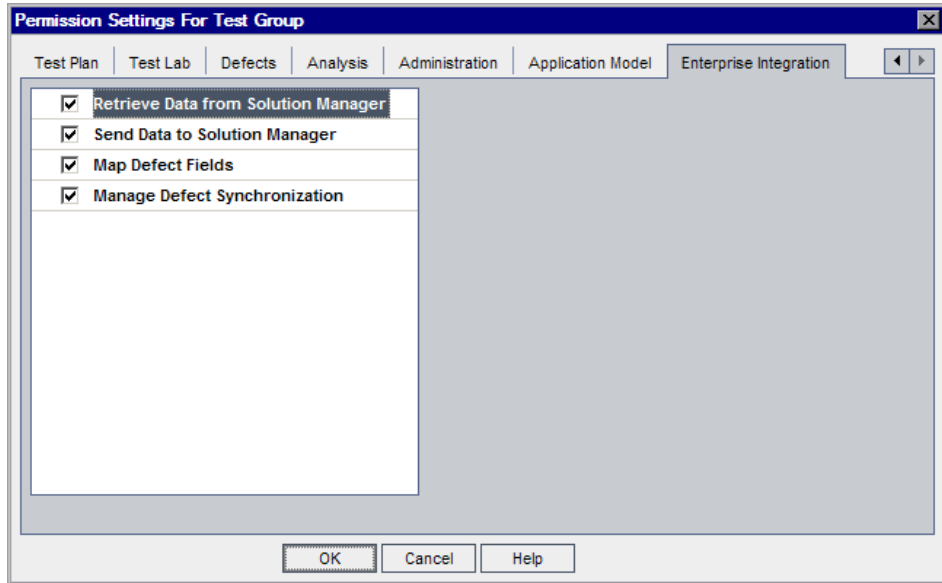 Permission Settings For Test Group
Test Plan Test Lab Defects Analysis Administration Application Model Enterprise Integration
Retrieve Data from Solution Manager
Send Data to Solution Manager
Map Defect Fields
Manage Defect Synchronization
OK Cancel Help